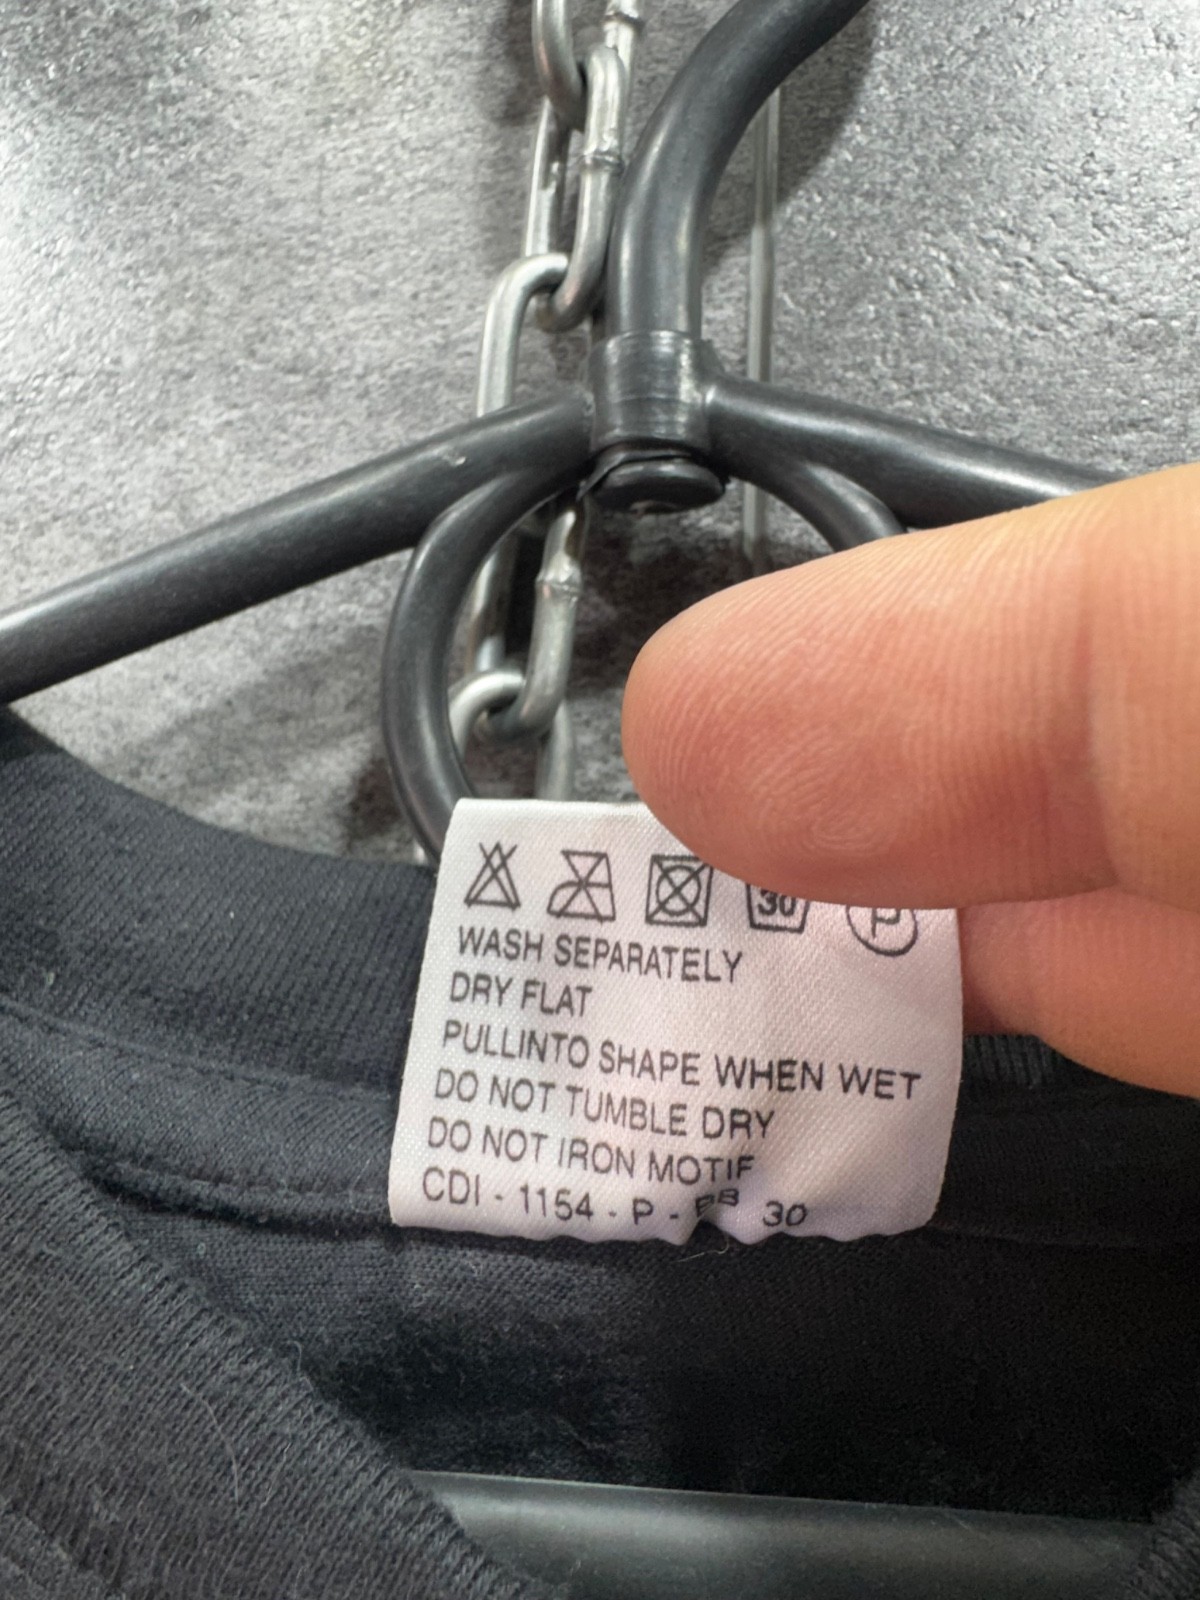 30 P
WASH SEPARATELY
DRY FLAT
PULLINTO SHAPE WHEN WET
DO NOT TUMBLE DRY
DO NOT IRON MOTIF
CDI - 1154 - P - 30